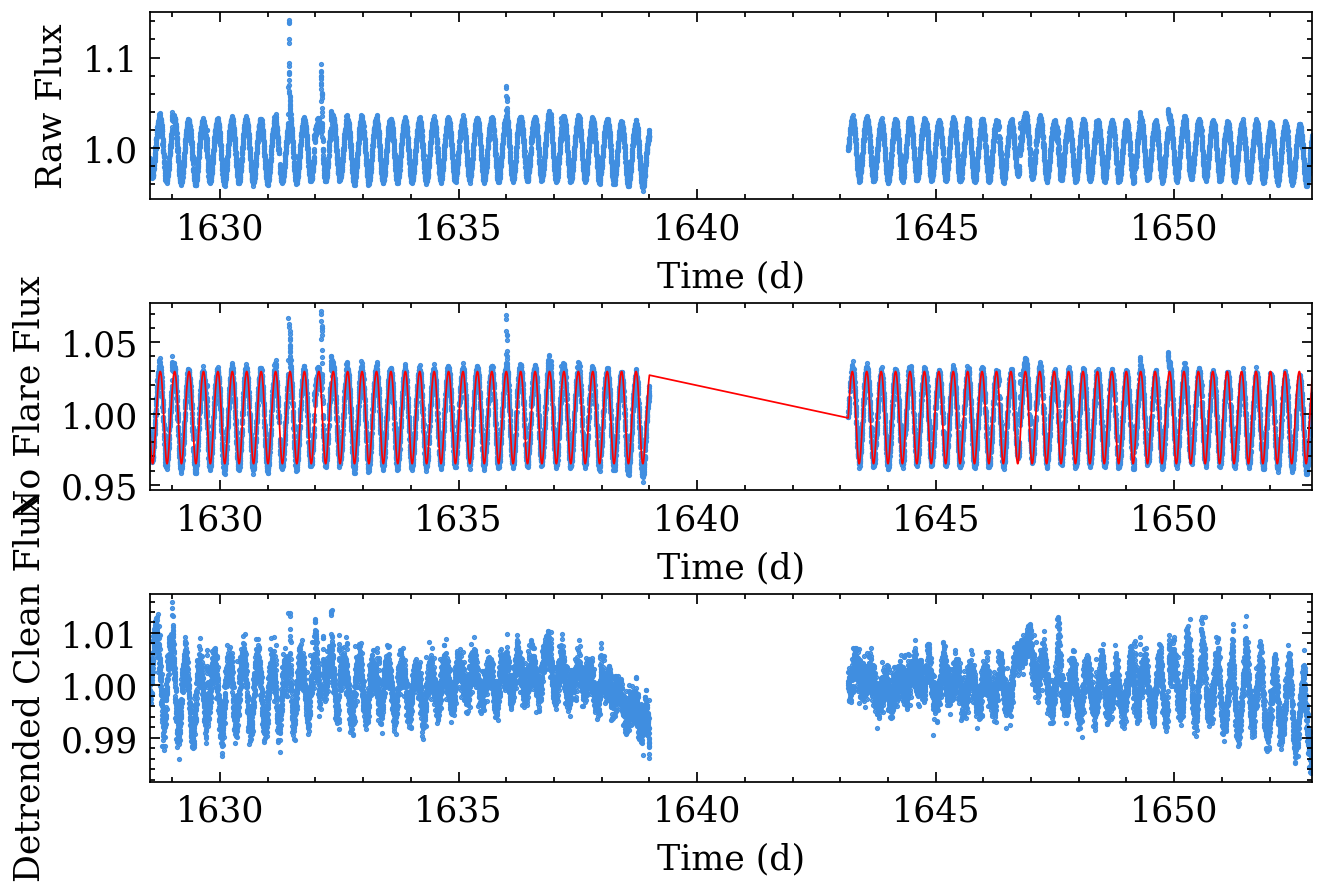 Raw Flux
1.1
1.0
1630 1635 1640 1645 1650
Time (d)
No Flare Flux
1.05
1.00
0.95
1630 1635 1640 1645 1650
Time (d)
Detrended Clean Flux
1.01
1.00
0.99
1630 1635 1640 1645 1650
Time (d)